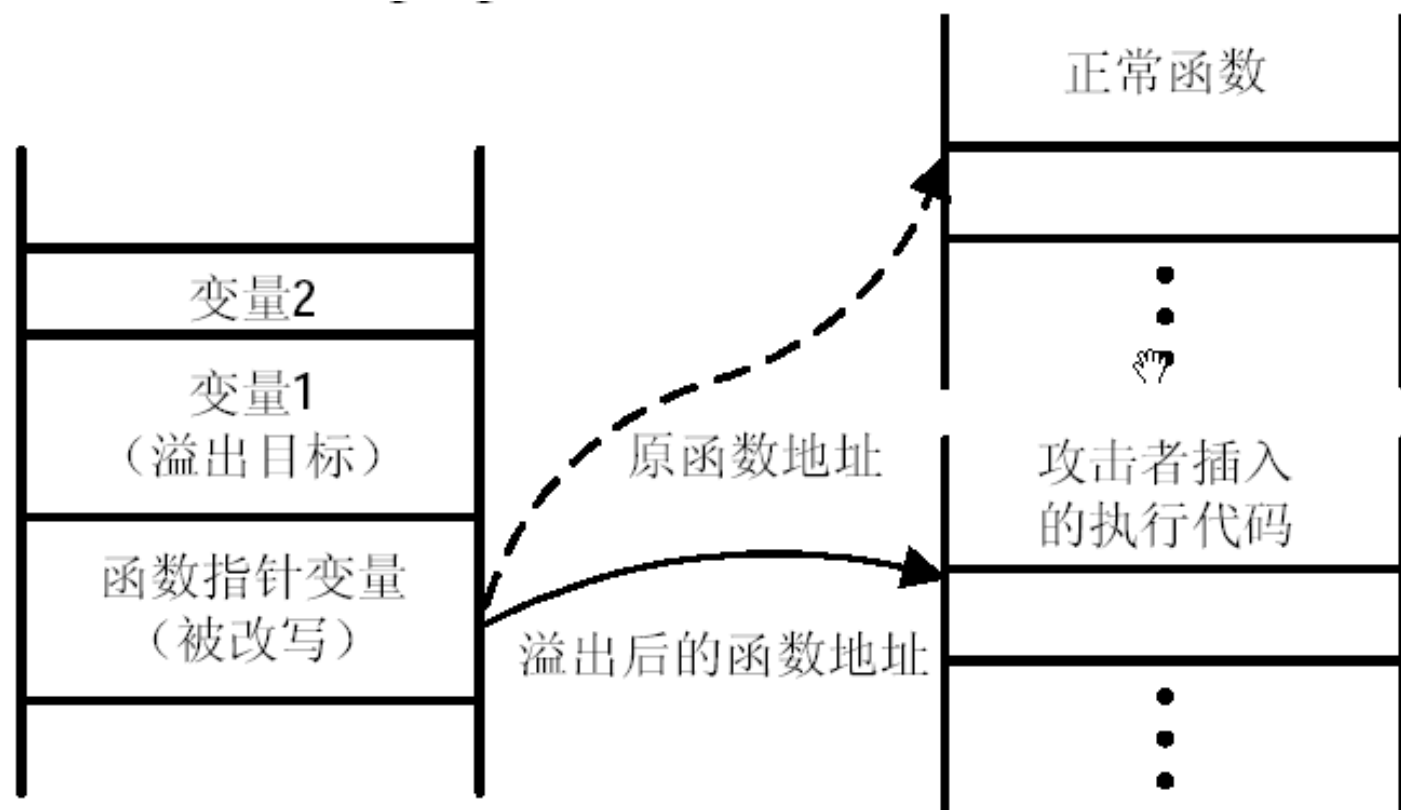 正常函数
变量2
变量1
（溢出目标）
原函数地址
攻击者插入
的执行代码
函数指针变量
（被改写）
溢出后的函数地址